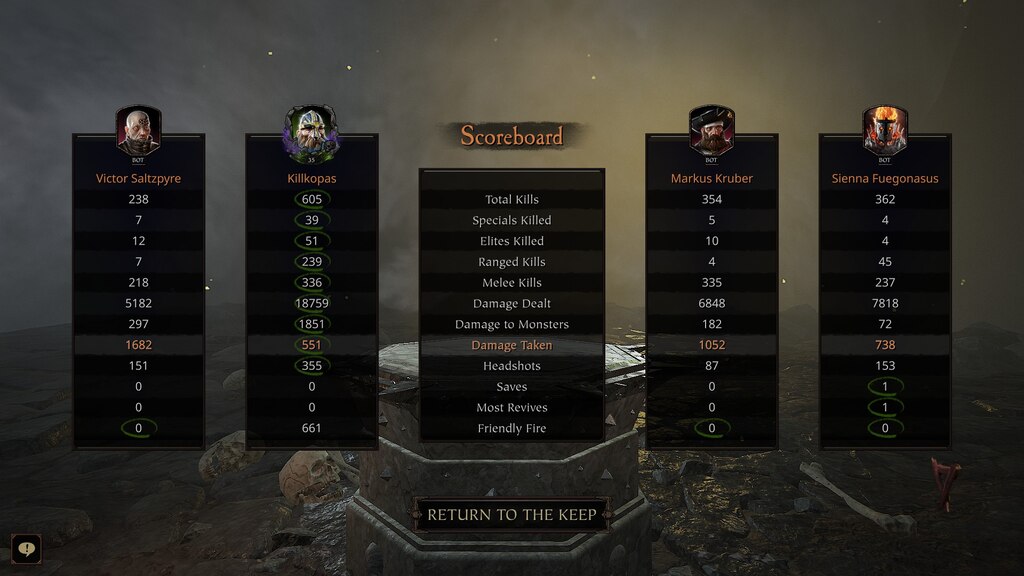 Scoreboard
BOT 35 BOT BOT
Victor Saltzpyre Killkopas Markus Kruber Sienna Fuegonasus
238 605 Total Kills 354 362
7 39 Specials Killed 5 4
12 51 Elites Killed 10 4
7 239 Ranged Kills 4 45
218 336 Melee Kills 335 237
5182 18759 Damage Dealt 6848 7818
297 1851 Damage to Monsters 182 72
1682 551 Damage Taken 1052 738
151 355 Headshots 87 153
0 0 Saves 0 1
0 0 Most Revives 0 1
0 661 Friendly Fire 0 0
RETURN TO THE KEEP
!